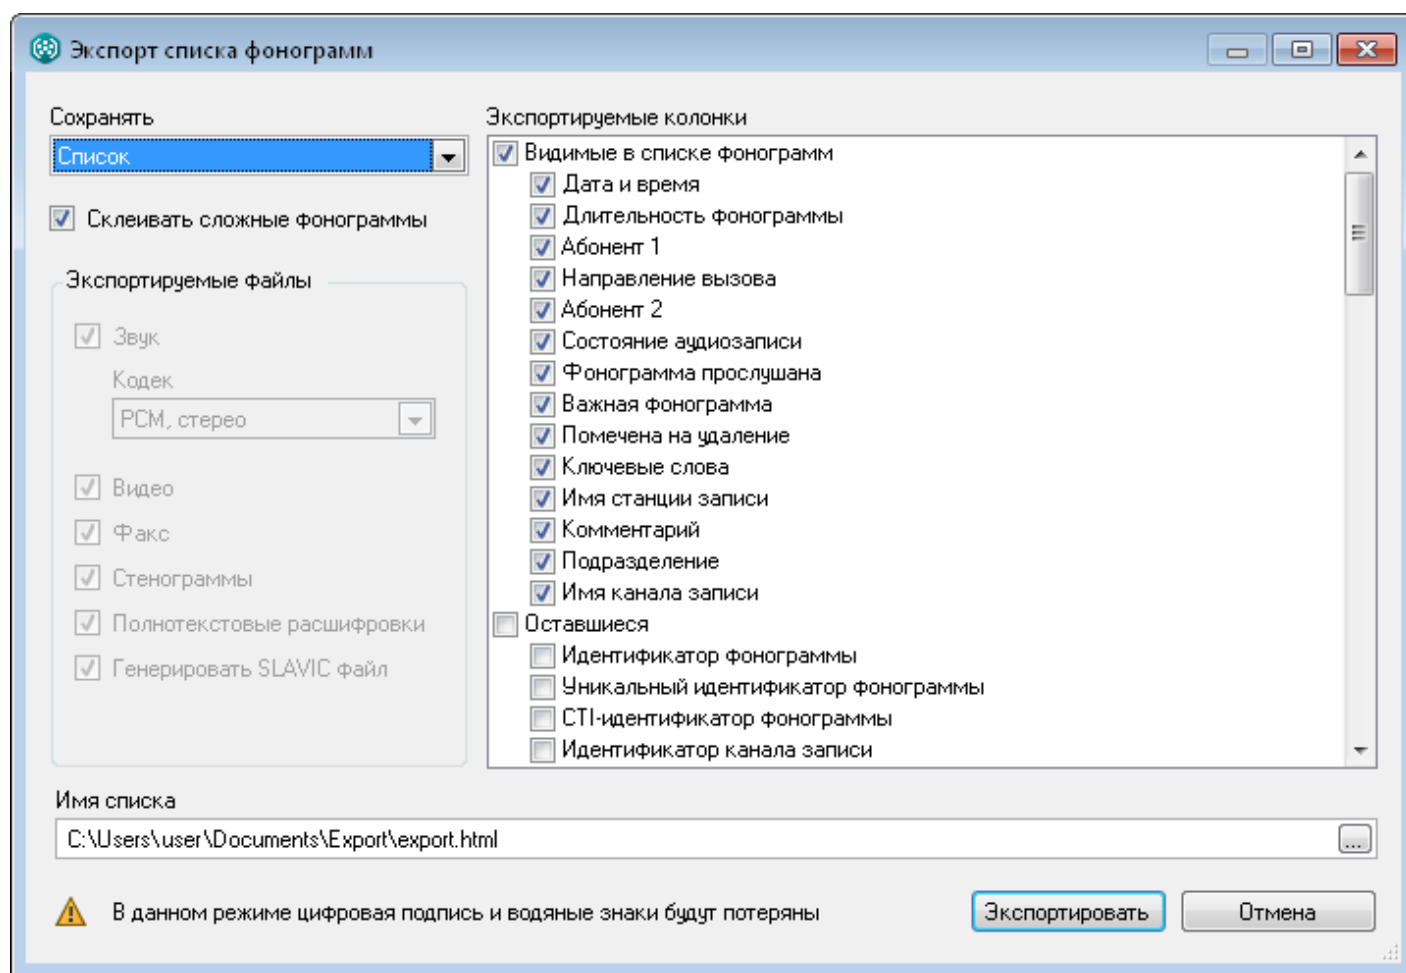 Экспорт списка фонограмм
Сохранять
Список
Склеивать сложные фонограммы
Экспортируемые файлы
Звук
Кодек
PCM, стерео
Видео
Факс
Стенограммы
Полнотекстовые расшифровки
Генерировать SLAVIC файл
Экспортируемые колонки
Видимые в списке фонограмм
Дата и время
Длительность фонограммы
Абонент 1
Направление вызова
Абонент 2
Состояние аудиозаписи
Фонограмма прослушана
Важная фонограмма
Помечена на удаление
Ключевые слова
Имя станции записи
Комментарий
Подразделение
Имя канала записи
Оставшиеся
Идентификатор фонограммы
Уникальный идентификатор фонограммы
CTI-идентификатор фонограммы
Идентификатор канала записи
Имя списка
C:\Users\user\Documents\Export\export.html
...
В данном режиме цифровая подпись и водяные знаки будут потеряны
Экспортировать
Отмена